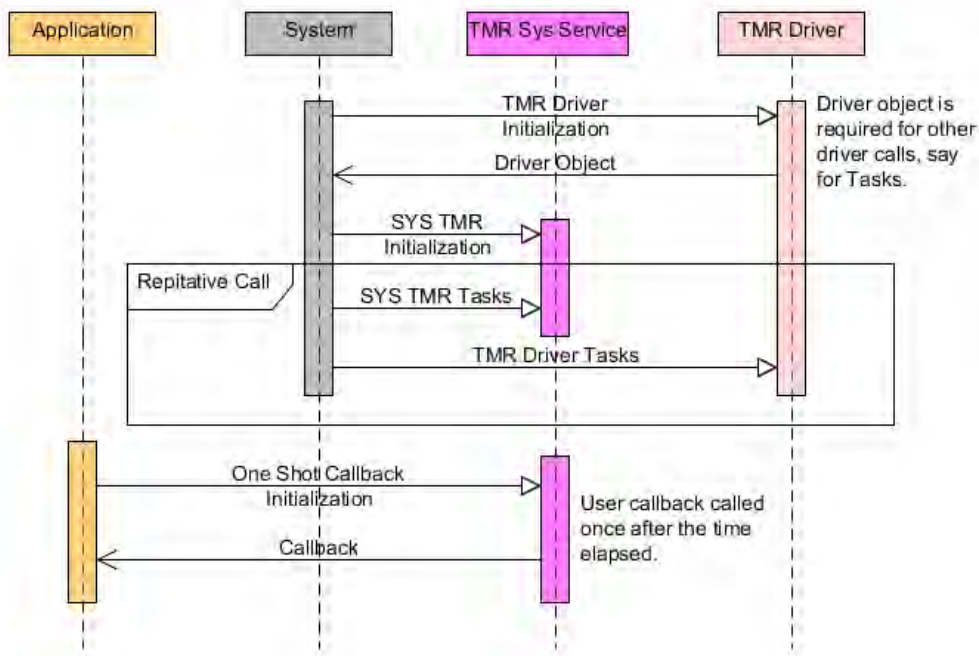 Application
System
TMR Sys Service
TMR Driver
TMR Driver
Initialization
Driver object is
required for other
driver calls, say
for Tasks.
Driver Object
SYS TMR
Initialization
Repitative Call
SYS TMR Tasks
TMR Driver Tasks
One Shot Callback
Initialization
User callback called
once after the time
elapsed.
Callback